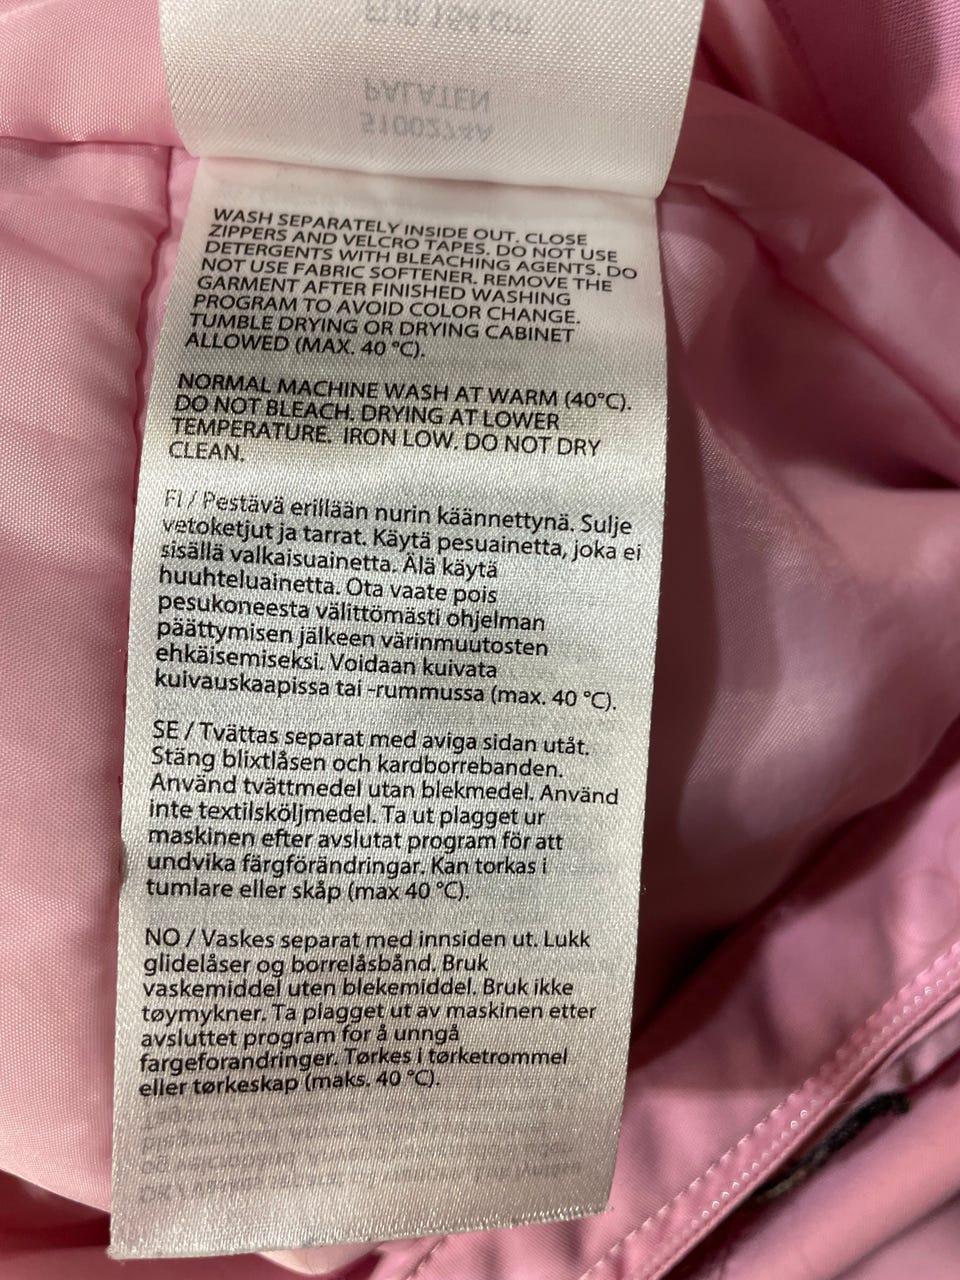 PALATEN
WASH SEPARATELY INSIDE OUT. CLOSE
ZIPPERS AND VELCRO TAPES. DO NOT USE
DETERGENTS WITH BLEACHING AGENTS. DO
NOT USE FABRIC SOFTENER. REMOVE THE
GARMENT AFTER FINISHED WASHING
PROGRAM TO AVOID COLOR CHANGE.
TUMBLE DRYING OR DRYING CABINET
ALLOWED (MAX. 40 °C).
NORMAL MACHINE WASH AT WARM (40°C).
DO NOT BLEACH. DRYING AT LOWER
TEMPERATURE. IRON LOW. DO NOT DRY
CLEAN.
FI / Pestävä erillään nurin käännettynä. Sulje
vetoketjut ja tarrat. Käytä pesuainetta, joka ei
sisällä valkaisuainetta. Älä käytä
huuhteluainetta. Ota vaate pois
pesukoneesta välittömästi ohjelman
päättymisen jälkeen värinmuutosten
ehkäisemiseksi. Voidaan kuivata
kuivauskaapissa tai -rummussa (max. 40 °C).
SE / Tvättas separat med aviga sidan utåt.
Stäng blixtlåsen och kardborrebanden.
Använd tvättmedel utan blekmedel. Använd
inte textilsköljmedel. Ta ut plagget ur
maskinen efter avslutat program för att
undvika färgförändringar. Kan torkas i
tumlare eller skåp (max 40 °C).
NO / Vaskes separat med innsiden ut. Lukk
glidelåser og borrelåsbånd. Bruk
vaskemiddel uten blekemiddel. Bruk ikke
tøymykner. Ta plagget ut av maskinen etter
avsluttet program for å unngå
fargeforandringer. Tørkes i tørketrommel
eller tørkeskap (maks. 40 °C).